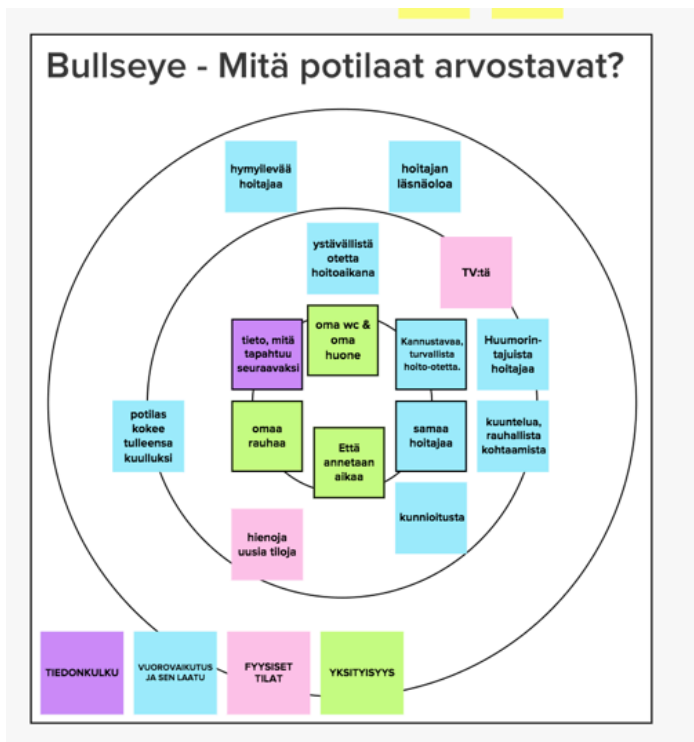 Bullseye - Mitä potilaat arvostavat?
hymyilevää
hoitajaa
hoitajan
läsnäoloa
ystävällistä
otetta
hoitoaikana
TV:tä
tieto, mitä
tapahtuu
seuraavaksi
oma wc &
oma
huone
Kannustavaa,
turvallista
hoito-otetta.
Huumorin-
tajuista
hoitajaa
potilas
kokee
tulleensa
kuulluksi
omaa
rauhaa
Että
annetaan
aikaa
samaa
hoitajaa
kuuntelua,
rauhallista
kohtaamista
hienoja
uusia tiloja
kunnioitusta
TIEDONKULKU
VUOROVAIKUTUS
JA SEN LAATU
FYYSISET
TILAT
YKSITYISYYS